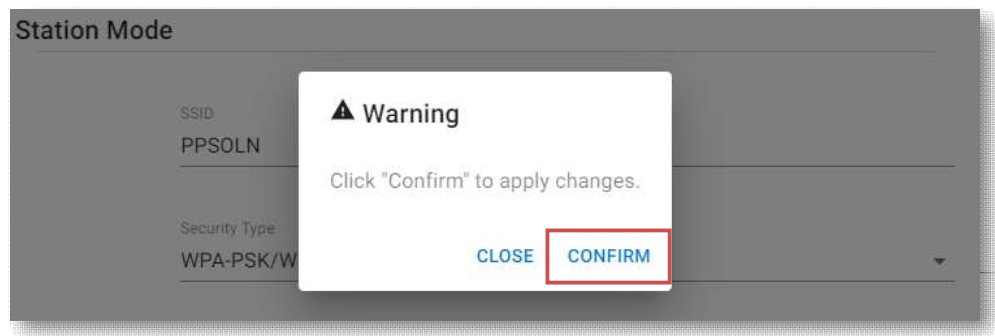 Station Mode
SSID
PPSOLN
Warning
Click "Confirm" to apply changes.
Security Type
WPA-PSK/W
CLOSE CONFIRM